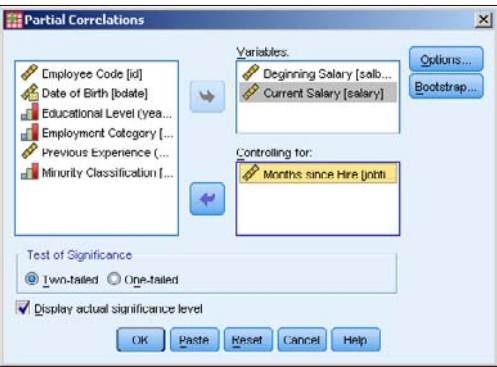 Partial Correlations
Variables:
Options...
Bootstrap...
Employee Code [id]
Date of Birth [bdate]
Educational Level (yea...
Employment Category [...
Previous Experience (...
Minority Classification [...
Beginning Salary [salb...
Current Salary [salary]
Controlling for:
Months since Hire [jobti...
Test of Significance
Two-tailed One-tailed
Display actual significance level
OK Paste Reset Cancel Help